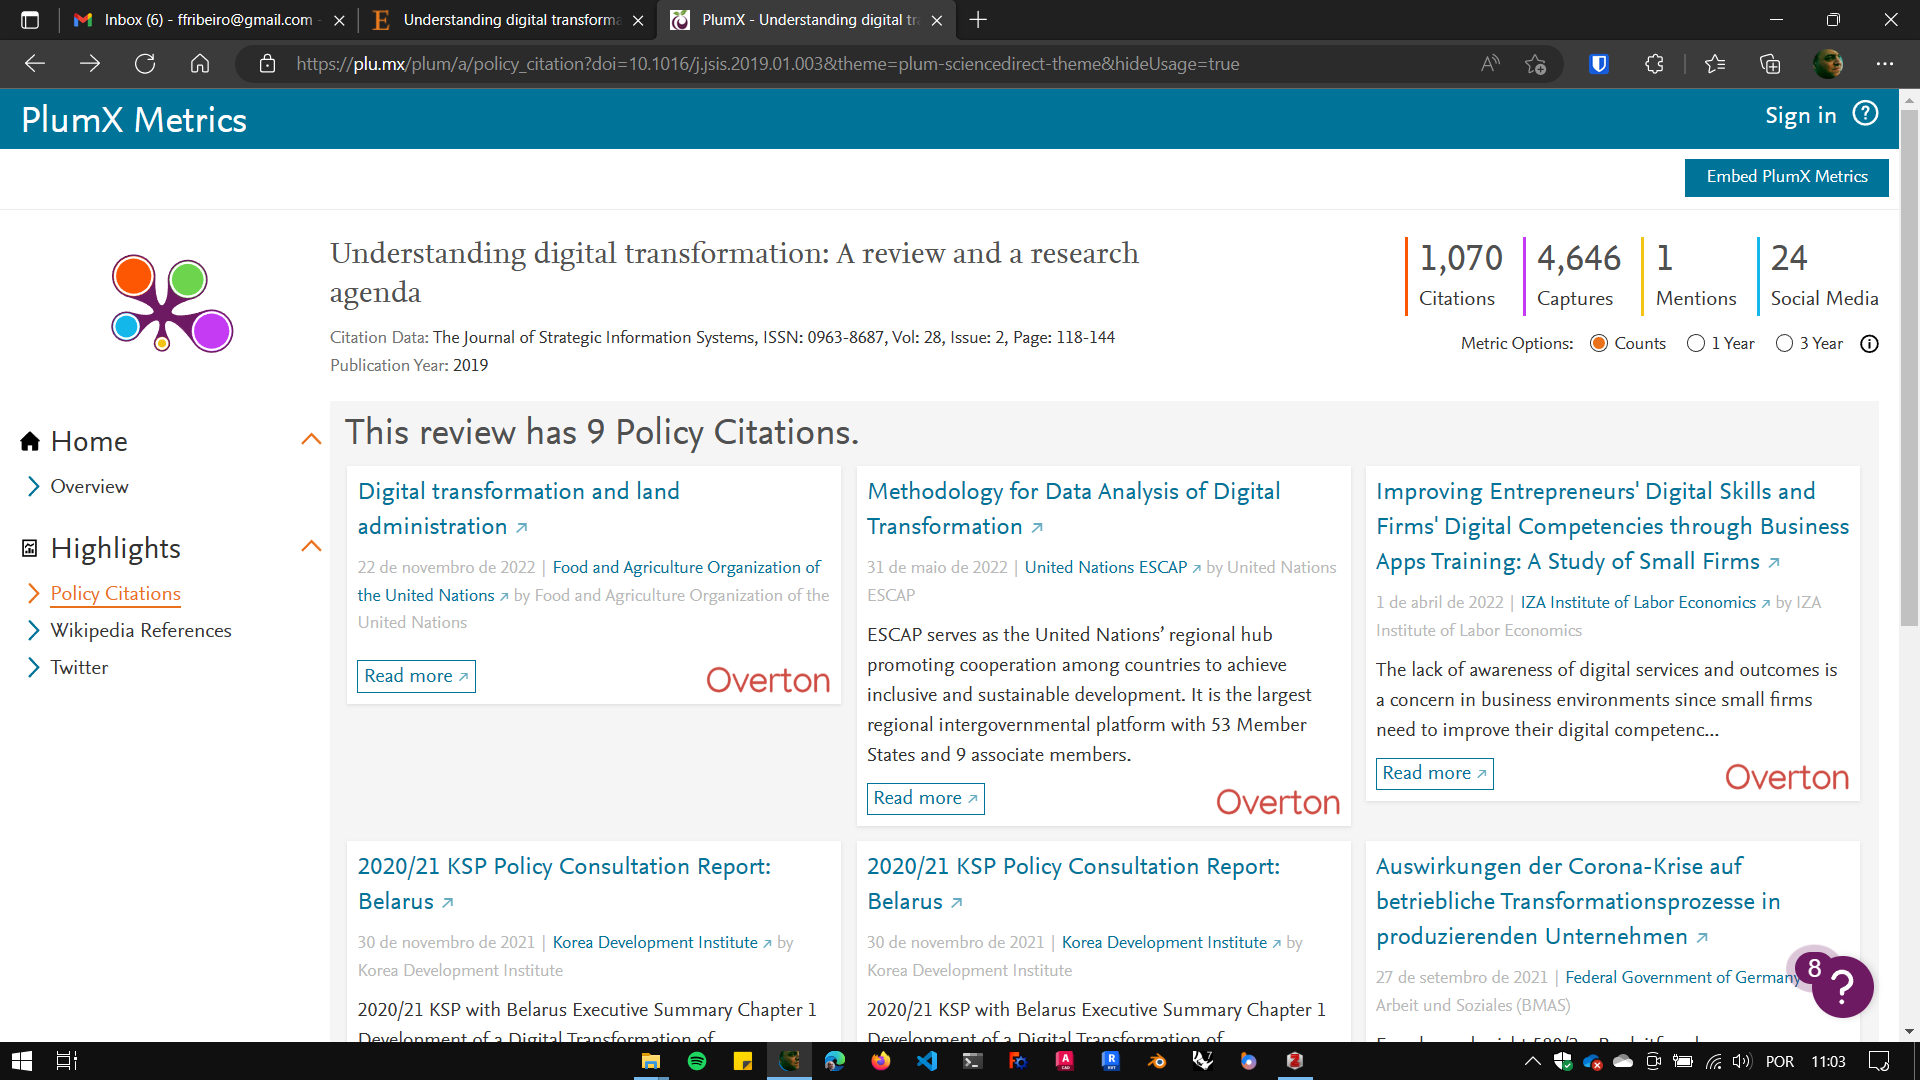 Inbox (6) - ffribeiro@gmail.com -
Understanding digital transforma
PlumX - Understanding digital tr
https://plu.mx/plum/a/policy_citation?doi=10.1016/j.jsis.2019.01.003&theme=plum-sciencedirect-theme&hideUsage=true
PlumX Metrics
Sign in
Embed PlumX Metrics
Understanding digital transformation: A review and a research
agenda
Citation Data: The Journal of Strategic Information Systems, ISSN: 0963-8687, Vol: 28, Issue: 2, Page: 118-144
Publication Year: 2019
1,070
Citations
4,646
Captures
1
Mentions
24
Social Media
Metric Options: Counts 1 Year 3 Year
Home
Overview
Highlights
Policy Citations
Wikipedia References
Twitter
This review has 9 Policy Citations.
Digital transformation and land
administration
22 de novembro de 2022 | Food and Agriculture Organization of
the United Nations by Food and Agriculture Organization of the
United Nations
Read more
Overton
Methodology for Data Analysis of Digital
Transformation
31 de maio de 2022 | United Nations ESCAP by United Nations
ESCAP
ESCAP serves as the United Nations’ regional hub
promoting cooperation among countries to achieve
inclusive and sustainable development. It is the largest
regional intergovernmental platform with 53 Member
States and 9 associate members.
Read more
Overton
Improving Entrepreneurs' Digital Skills and
Firms' Digital Competencies through Business
Apps Training: A Study of Small Firms
1 de abril de 2022 | IZA Institute of Labor Economics by IZA
Institute of Labor Economics
The lack of awareness of digital services and outcomes is
a concern in business environments since small firms
need to improve their digital competenc...
Read more
Overton
2020/21 KSP Policy Consultation Report:
Belarus
30 de novembro de 2021 | Korea Development Institute by
Korea Development Institute
2020/21 KSP with Belarus Executive Summary Chapter 1
Development of a Digital Transformation of
2020/21 KSP Policy Consultation Report:
Belarus
30 de novembro de 2021 | Korea Development Institute by
Korea Development Institute
2020/21 KSP with Belarus Executive Summary Chapter 1
Development of a Digital Transformation of
Auswirkungen der Corona-Krise auf
betriebliche Transformationsprozesse in
produzierenden Unternehmen
27 de setembro de 2021 | Federal Government of Germany
Arbeit und Soziales (BMAS)
8
POR
11:03